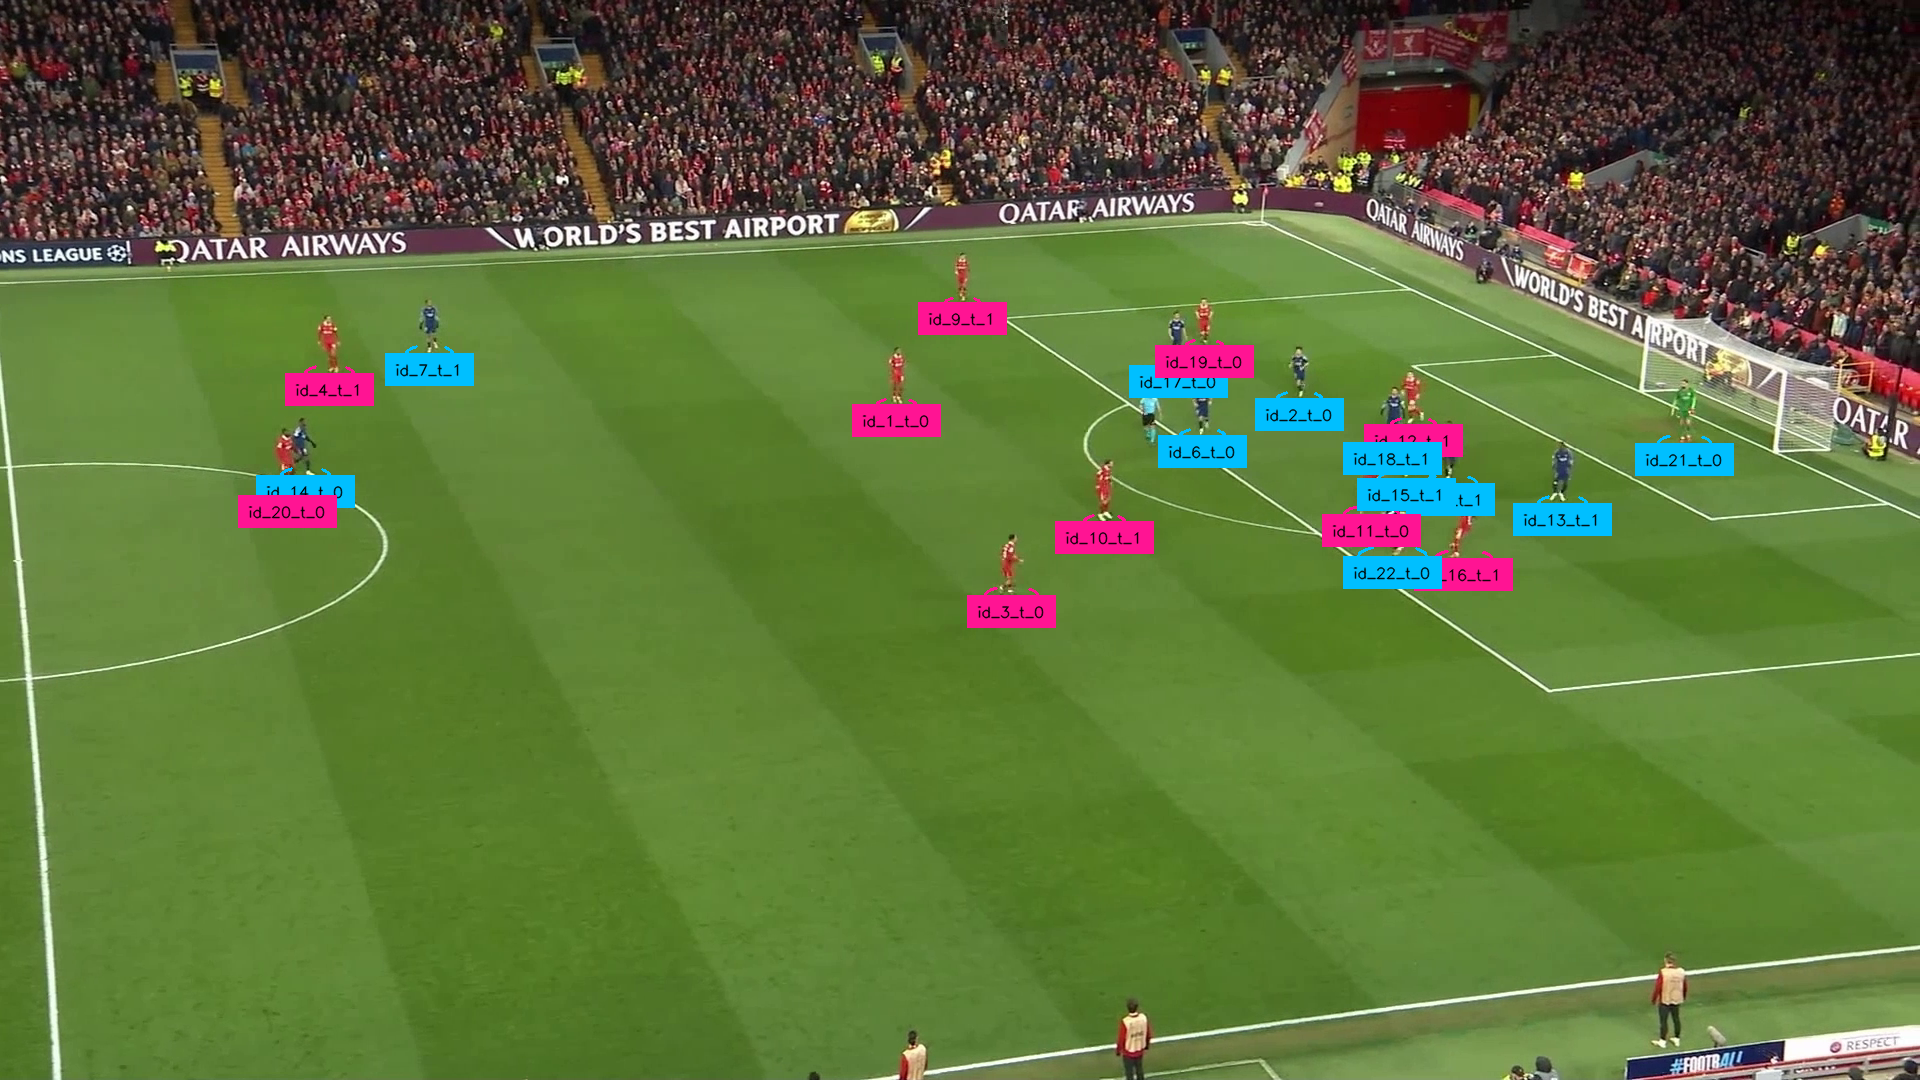 QATAR AIRWAYS
WORLD'S BEST AIRPORT
QATAR AIRWAYS
NS LEAGUE
QATAR AIRWAYS
WORLD'S BEST AIRPORT
QATAR
id_9_t_1
id_4_t_1
id_7_t_1
id_19_t_0
id_17_t_0
id_1_t_0
id_2_t_0
id_6_t_0
id_12_t_1
id_18_t_1
id_21_t_0
id_14_t_0
id_20_t_0
id_15_t_1
t_1
id_13_t_1
id_11_t_0
id_10_t_1
id_22_t_0
_16_t_1
id_3_t_0
RESPECT
#FOOTBALL